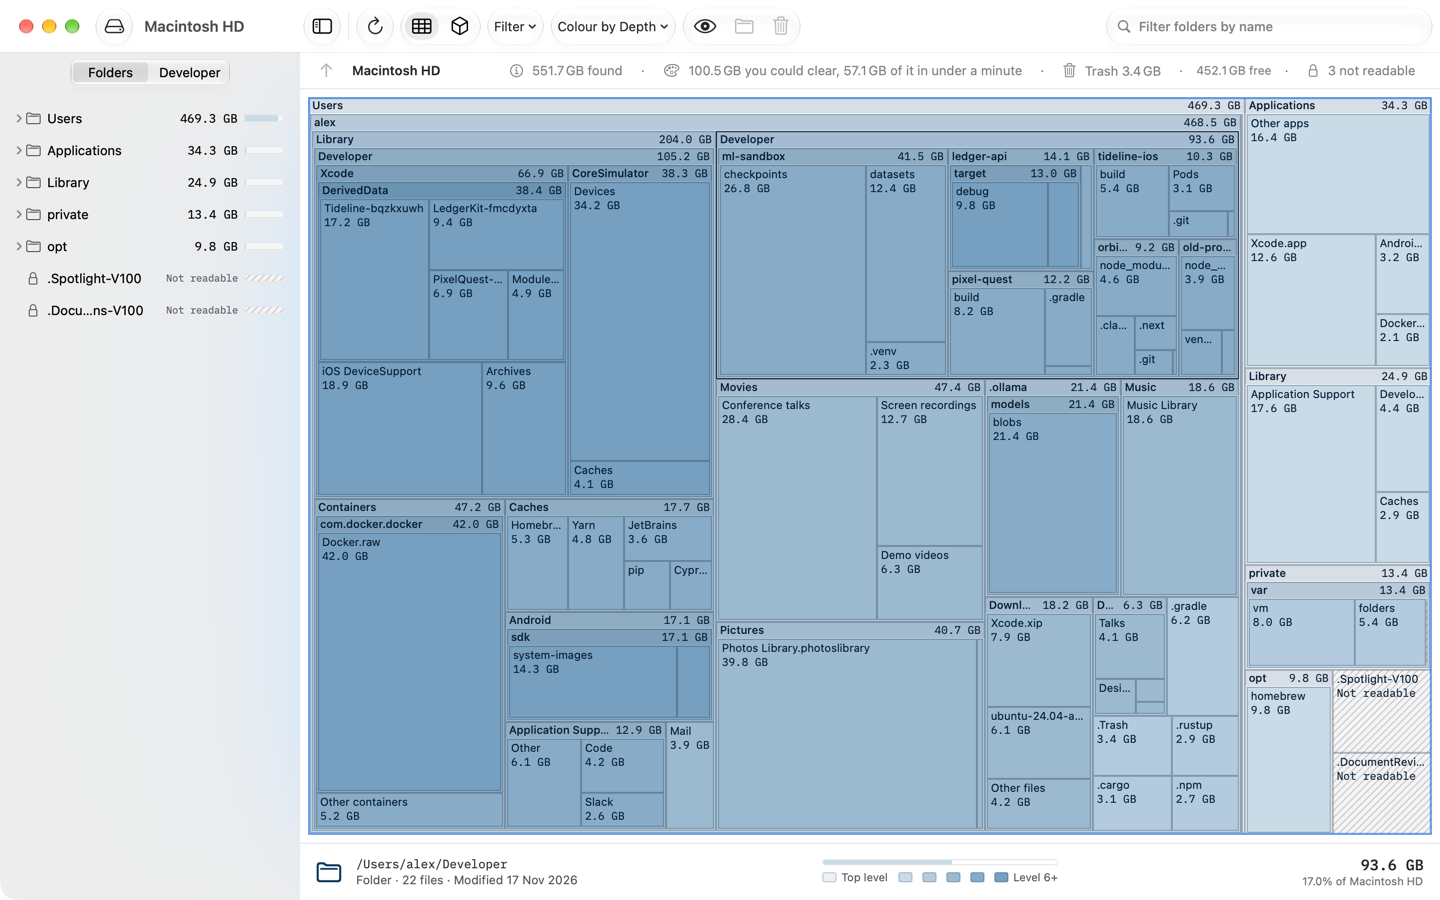 Macintosh HD
Filter
Colour by Depth
Filter folders by name
Folders
Developer
Users 469.3 GB
Applications 34.3 GB
Library 24.9 GB
private 13.4 GB
opt 9.8 GB
.Spotlight-V100 Not readable
.Docu...ns-V100 Not readable
Macintosh HD
551.7 GB found
·
100.5 GB you could clear, 57.1 GB of it in under a minute
·
Trash 3.4 GB
·
452.1 GB free
·
3 not readable
Users 469.3 GB
alex 468.5 GB
Library 204.0 GB
Developer 105.2 GB
Xcode 66.9 GB
DerivedData 38.4 GB
Tideline-bqzkxuwh
17.2 GB
LedgerKit-fmcdyxta
9.4 GB
PixelQuest-...
6.9 GB
Module...
4.9 GB
iOS DeviceSupport
18.9 GB
Archives
9.6 GB
CoreSimulator 38.3 GB
Devices
34.2 GB
Caches
4.1 GB
Containers 47.2 GB
com.docker.docker 42.0 GB
Docker.raw
42.0 GB
Other containers
5.2 GB
Caches 17.7 GB
Homebr...
5.3 GB
Yarn
4.8 GB
JetBrains
3.6 GB
pip
Cypr...
Android 17.1 GB
sdk 17.1 GB
system-images
14.3 GB
Application Supp... 12.9 GB
Other
6.1 GB
Code
4.2 GB
Slack
2.6 GB
Mail
3.9 GB
Developer 93.6 GB
ml-sandbox 41.5 GB
checkpoints
26.8 GB
datasets
12.4 GB
.venv
2.3 GB
ledger-api 14.1 GB
target 13.0 GB
debug
9.8 GB
pixel-quest 12.2 GB
build
8.2 GB
.gradle
tideline-ios 10.3 GB
build
5.4 GB
Pods
3.1 GB
.git
orbi... 9.2 GB
node_modu...
4.6 GB
.cla...
.next
.git
old-pro...
node_...
3.9 GB
ven...
Movies 47.4 GB
Conference talks
28.4 GB
Screen recordings
12.7 GB
Demo videos
6.3 GB
Pictures 40.7 GB
Photos Library.photoslibrary
39.8 GB
.ollama 21.4 GB
models 21.4 GB
blobs
21.4 GB
Music 18.6 GB
Music Library
18.6 GB
Downl... 18.2 GB
Xcode.xip
7.9 GB
ubuntu-24.04-a...
6.1 GB
Other files
4.2 GB
D... 6.3 GB
Talks
4.1 GB
Desi...
.gradle
6.2 GB
.Trash
3.4 GB
.rustup
2.9 GB
.cargo
3.1 GB
.npm
2.7 GB
Applications 34.3 GB
Other apps
16.4 GB
Xcode.app
12.6 GB
Androi...
3.2 GB
Docker...
2.1 GB
Library 24.9 GB
Application Support
17.6 GB
Develo...
4.4 GB
Caches
2.9 GB
private 13.4 GB
var 13.4 GB
vm
8.0 GB
folders
5.4 GB
opt 9.8 GB
homebrew
9.8 GB
.Spotlight-V100
Not readable
.DocumentRevi...
Not readable
/Users/alex/Developer
Folder · 22 files · Modified 17 Nov 2026
Top level
Level 6+
93.6 GB
17.0% of Macintosh HD